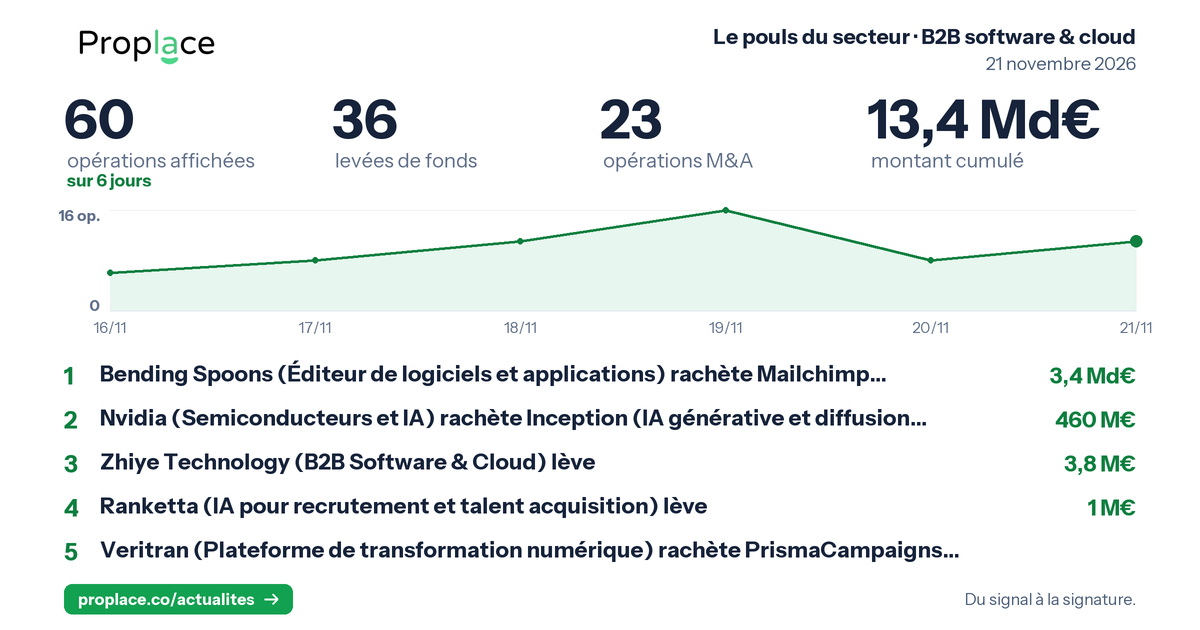 Proplace
Le pouls du secteur · B2B software & cloud
21 novembre 2026
60
opérations affichées
sur 6 jours
36
levées de fonds
23
opérations M&A
13,4 Md€
montant cumulé
16 op.
0
16/11 17/11 18/11 19/11 20/11 21/11
1 Bending Spoons (Éditeur de logiciels et applications) rachète Mailchimp... 3,4 Md€
2 Nvidia (Semiconducteurs et IA) rachète Inception (IA générative et diffusion... 460 M€
3 Zhiye Technology (B2B Software & Cloud) lève 3,8 M€
4 Ranketta (IA pour recrutement et talent acquisition) lève 1 M€
5 Veritran (Plateforme de transformation numérique) rachète PrismaCampaigns...
proplace.co/actualites →
Du signal à la signature.